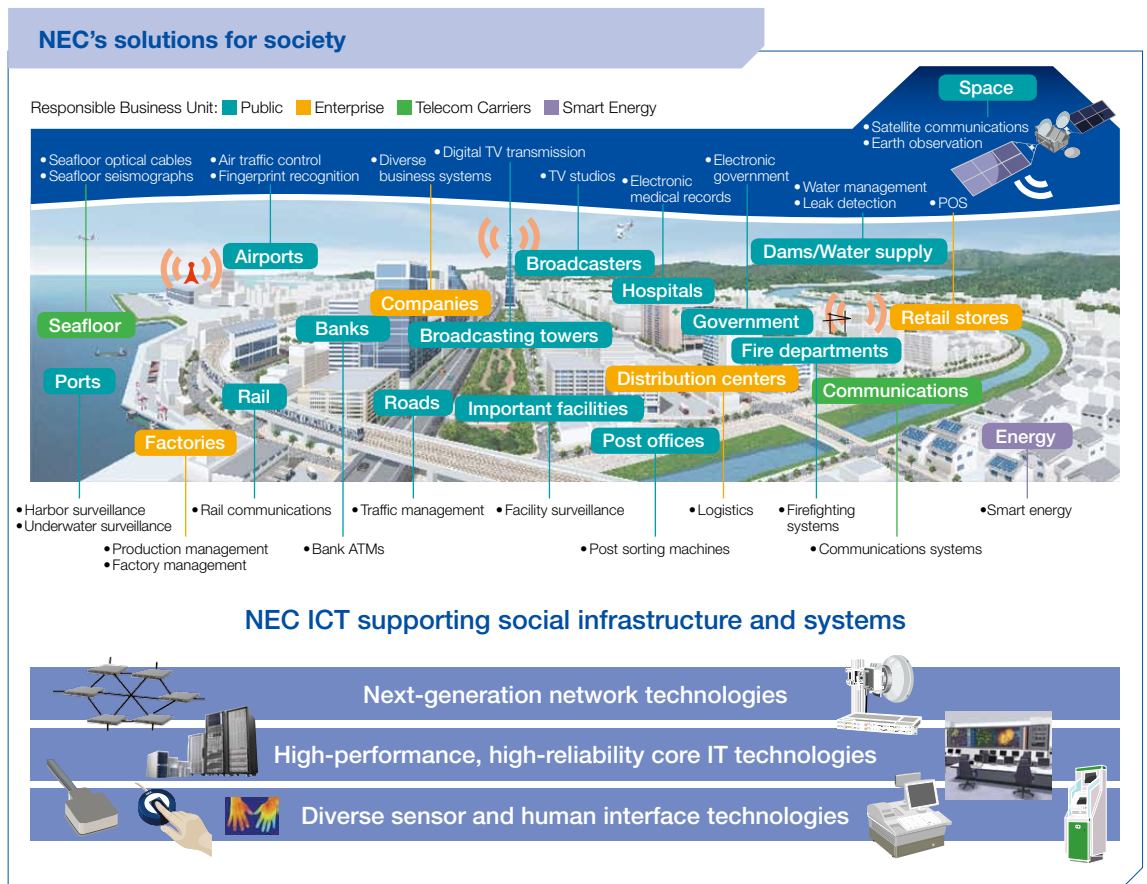 NEC's solutions for society
Responsible Business Unit: Public Enterprise Telecom Carriers Smart Energy
Space
• Satellite communications
• Earth observation
• Seafloor optical cables
• Seafloor seismographs
• Air traffic control
• Fingerprint recognition
• Diverse
business systems
• Digital TV transmission
• TV studios
• Electronic
medical records
• Electronic
government
• Water management
• Leak detection
• POS
Airports
Broadcasters
Dams/Water supply
Hospitals
Companies
Seafloor
Banks
Broadcasting towers
Government
Retail stores
Fire departments
Ports
Rail
Roads
Important facilities
Distribution centers
Communications
Factories
Post offices
Energy
• Harbor surveillance
• Underwater surveillance
• Production management
• Factory management
• Rail communications
• Bank ATMs
• Traffic management
• Facility surveillance
• Post sorting machines
• Logistics
• Firefighting
systems
• Communications systems
• Smart energy
NEC ICT supporting social infrastructure and systems
Next-generation network technologies
High-performance, high-reliability core IT technologies
Diverse sensor and human interface technologies